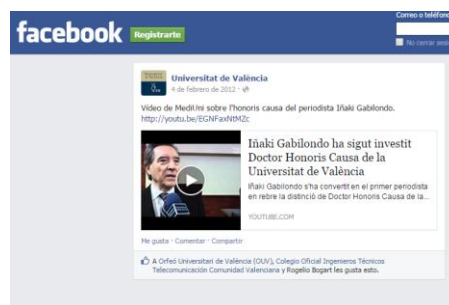 facebook
Registrarte
Correo o teléfono
No cerrar sesi
Universitat de València
4 de febrero de 2012 ·
Vídeo de MediUni sobre l'honoris causa del periodista Iñaki Gabilondo.
http://youtu.be/EGNFaxNtMZc
Iñaki Gabilondo ha sigut investit
Doctor Honoris Causa de la
Universitat de València
Iñaki Gabilondo s'ha convertit en el primer periodista
en rebre la distinció de Doctor Honoris Causa de la...
YOUTUBE.COM
Me gusta · Comentar · Compartir
A Orfeó Universitari de València (OUV), Colegio Oficial Ingenieros Técnicos
Telecomunicación Comunidad Valenciana y Rogelio Bogart les gusta esto.